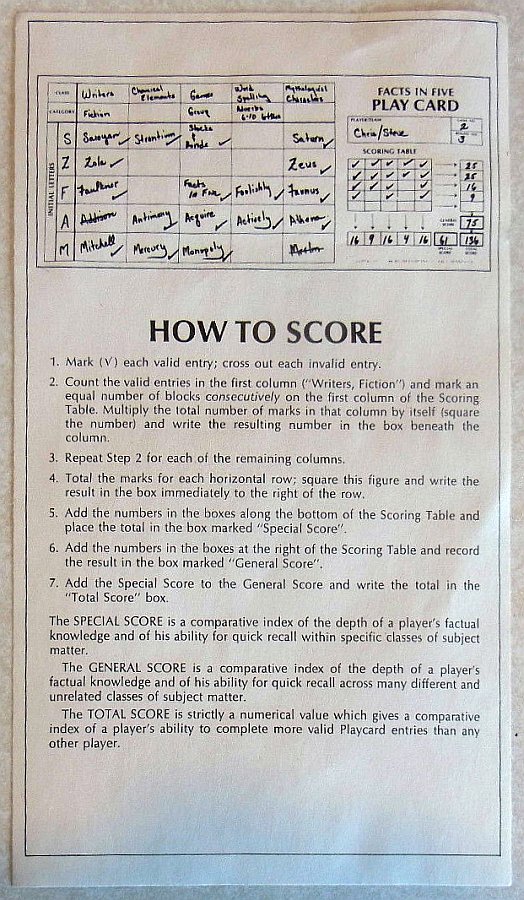 CLASS Writers Chemical Elements Games Word Spelling Mythological Characters
CATEGORY Fiction Group Adverbs 6-10 letters
FACTS IN FIVE
PLAY CARD
PLAYER/TEAM Chris/Steve 2 3
SCORING TABLE
INITIAL LETTERS
S Saroyan ✓ Strontium ✓ Stocks & Bonds ✓ Saturn ✓
Z Zola ✓ Zeus ✓
F Faulkner ✓ Facts in Five ✓ Foolishly ✓ Faunus ✓
A Addison Antimony ✓ Acquire ✓ Actively ✓ Athena ✓
M Mitchell ✓ Mercury ✓ Monopoly ✓
✓ ✓ ✓ ✓ ✓ 25
✓ ✓ ✓ ✓ ✓ 25
✓ ✓ ✓ ✓ 16
✓ ✓ ✓ 9
GENERAL SCORE 75
16 9 16 4 16 61 136
SPECIAL SCORE TOTAL SCORE
HOW TO SCORE
1. Mark (√) each valid entry; cross out each invalid entry.
2. Count the valid entries in the first column ("Writers, Fiction") and mark an
equal number of blocks consecutively on the first column of the Scoring
Table. Multiply the total number of marks in that column by itself (square
the number) and write the resulting number in the box beneath the
column.
3. Repeat Step 2 for each of the remaining columns.
4. Total the marks for each horizontal row; square this figure and write the
result in the box immediately to the right of the row.
5. Add the numbers in the boxes along the bottom of the Scoring Table and
place the total in the box marked "Special Score".
6. Add the numbers in the boxes at the right of the Scoring Table and record
the result in the box marked "General Score".
7. Add the Special Score to the General Score and write the total in the
"Total Score" box.
The SPECIAL SCORE is a comparative index of the depth of a player's factual
knowledge and of his ability for quick recall within specific classes of subject
matter.
The GENERAL SCORE is a comparative index of the depth of a player's
factual knowledge and of his ability for quick recall across many different and
unrelated classes of subject matter.
The TOTAL SCORE is strictly a numerical value which gives a comparative
index of a player's ability to complete more valid Playcard entries than any
other player.